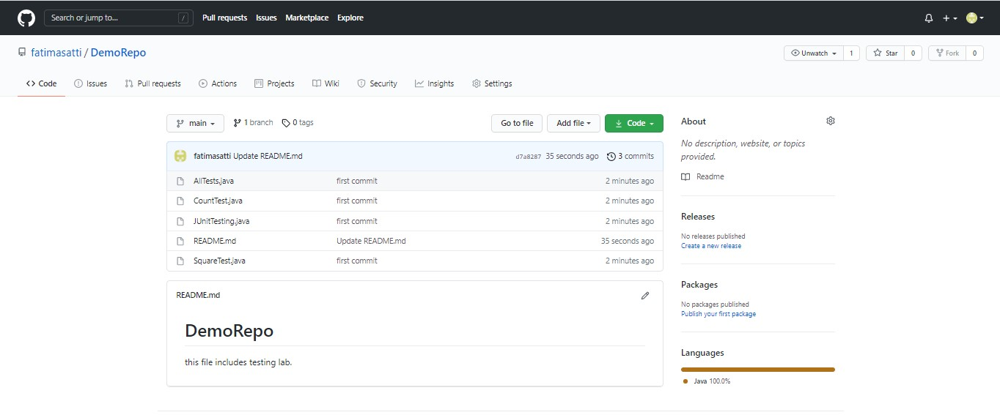 Search or jump to... / Pull requests Issues Marketplace Explore
fatimasatti / DemoRepo Unwatch 1 Star 0 Fork 0
Code Issues Pull requests Actions Projects Wiki Security Insights Settings
main 1 branch 0 tags Go to file Add file Code
fatimasatti Update README.md d7a8287 35 seconds ago 3 commits
AllTests.java first commit 2 minutes ago
CountTest.java first commit 2 minutes ago
JUnitTesting.java first commit 2 minutes ago
README.md Update README.md 35 seconds ago
SquareTest.java first commit 2 minutes ago
README.md
DemoRepo
this file includes testing lab.
About
No description, website, or topics
provided.
Readme
Releases
No releases published
Create a new release
Packages
No packages published
Publish your first package
Languages
Java 100.0%